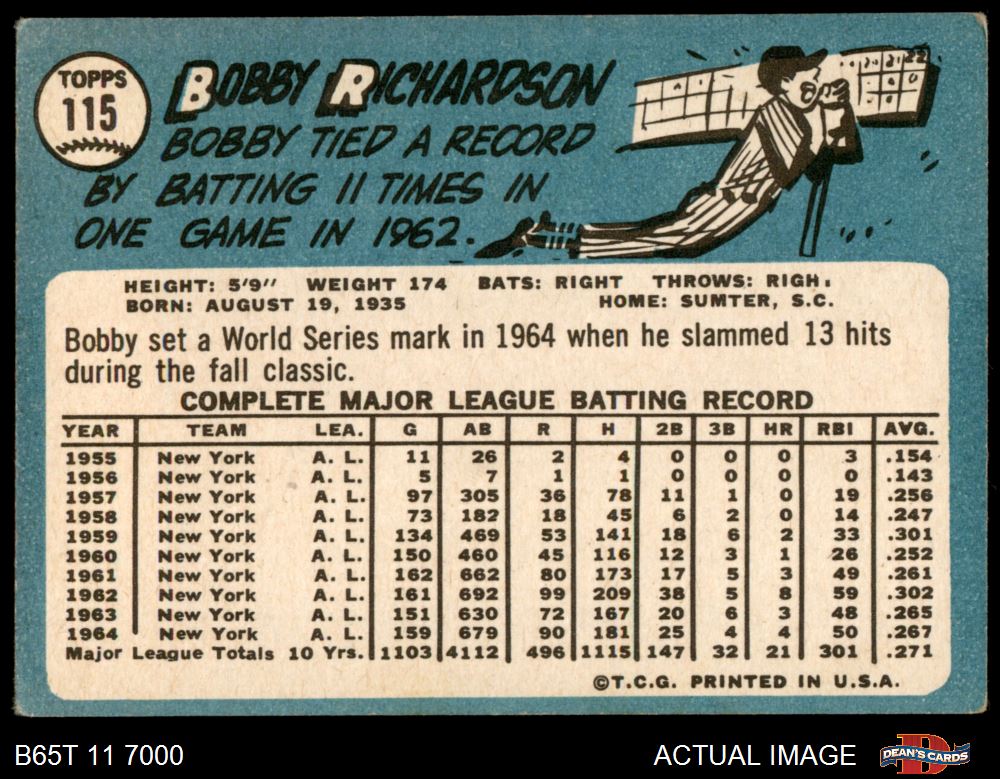 TOPPS
115
BOBBY RICHARDSON
BOBBY TIED A RECORD
BY BATTING 11 TIMES IN
ONE GAME IN 1962.
HEIGHT: 5'9" WEIGHT 174 BATS: RIGHT THROWS: RIGH.
BORN: AUGUST 19, 1935 HOME: SUMTER, S.C.
Bobby set a World Series mark in 1964 when he slammed 13 hits
during the fall classic.
COMPLETE MAJOR LEAGUE BATTING RECORD
YEAR TEAM LEA. G AB R H 2B 3B HR RBI AVG.
1955 New York A. L. 11 26 2 4 0 0 0 3 .154
1956 New York A. L. 5 7 1 1 0 0 0 0 .143
1957 New York A. L. 97 305 36 78 11 1 0 19 .256
1958 New York A. L. 73 182 18 45 6 2 0 14 .247
1959 New York A. L. 134 469 53 141 18 6 2 33 .301
1960 New York A. L. 150 460 45 116 12 3 1 26 .252
1961 New York A. L. 162 662 80 173 17 5 3 49 .261
1962 New York A. L. 161 692 99 209 38 5 8 59 .302
1963 New York A. L. 151 630 72 167 20 6 3 48 .265
1964 New York A. L. 159 679 90 181 25 4 4 50 .267
Major League Totals 10 Yrs. 1103 4112 496 1115 147 32 21 301 .271
©T.C.G. PRINTED IN U.S.A.
B65T 11 7000 ACTUAL IMAGE DEAN'S CARDS